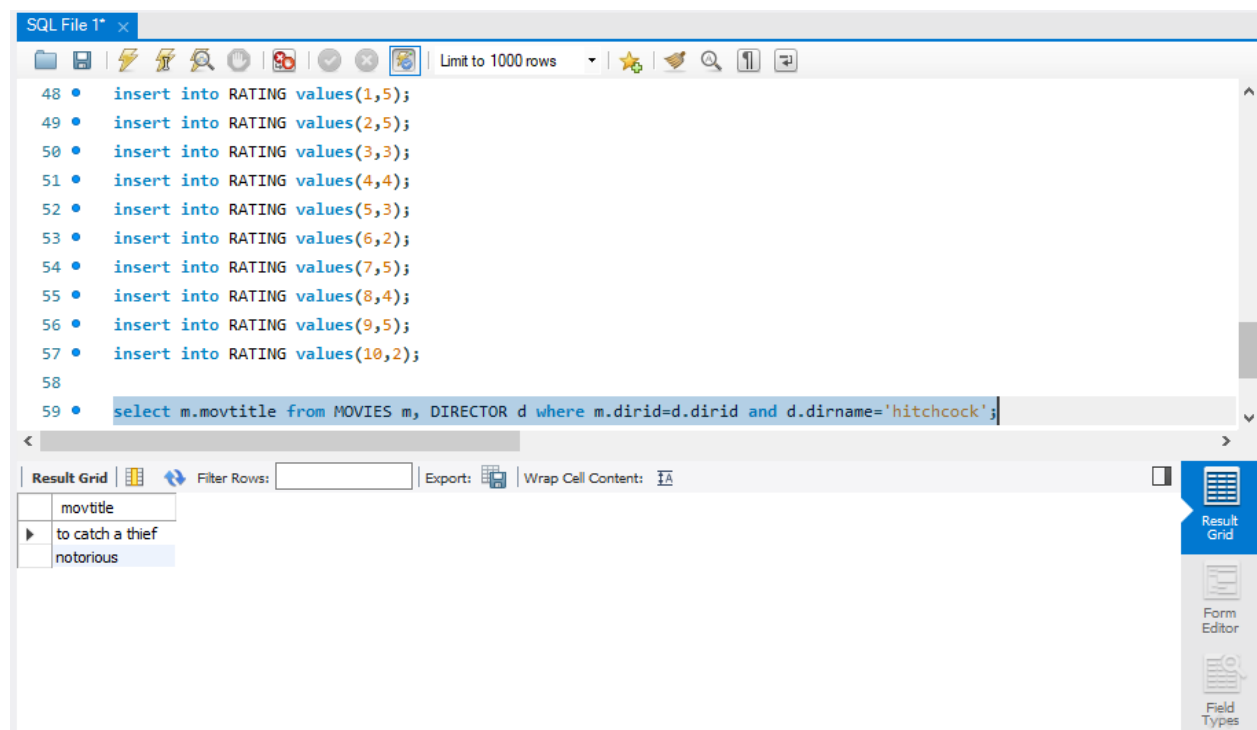 SQL File 1* ×
Limit to 1000 rows
48 insert into RATING values(1,5);
49 insert into RATING values(2,5);
50 insert into RATING values(3,3);
51 insert into RATING values(4,4);
52 insert into RATING values(5,3);
53 insert into RATING values(6,2);
54 insert into RATING values(7,5);
55 insert into RATING values(8,4);
56 insert into RATING values(9,5);
57 insert into RATING values(10,2);
58
59 select m.movtitle from MOVIES m, DIRECTOR d where m.dirid=d.dirid and d.dirname='hitchcock';
Result Grid Filter Rows: Export: Wrap Cell Content: IA
movtitle
to catch a thief
notorious
Result
Grid
Form
Editor
Field
Types